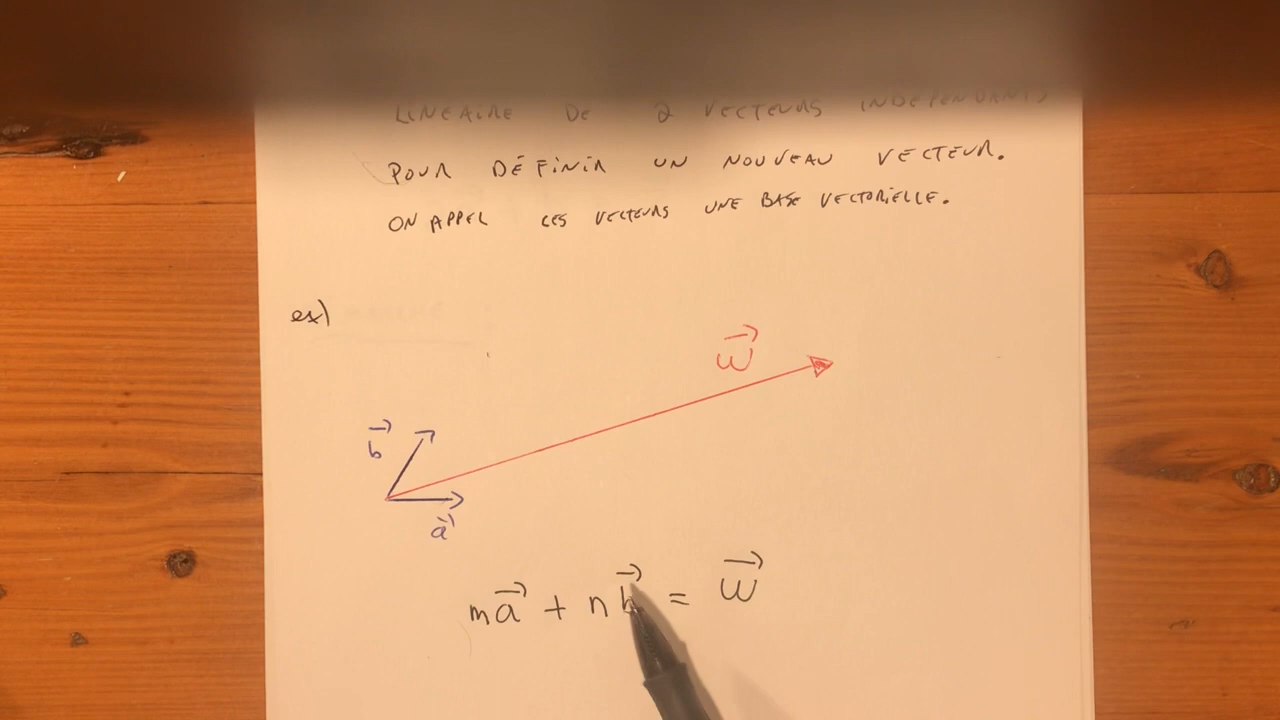 LINÉAIRE DE 2 VECTEURS INDÉPENDANTS
POUR DÉFINIR UN NOUVEAU VECTEUR.
ON APPEL CES VECTEURS UNE BASE VECTORIELLE.
ex)
w⃗
b⃗
a⃗
ma⃗ + nb⃗ = w⃗